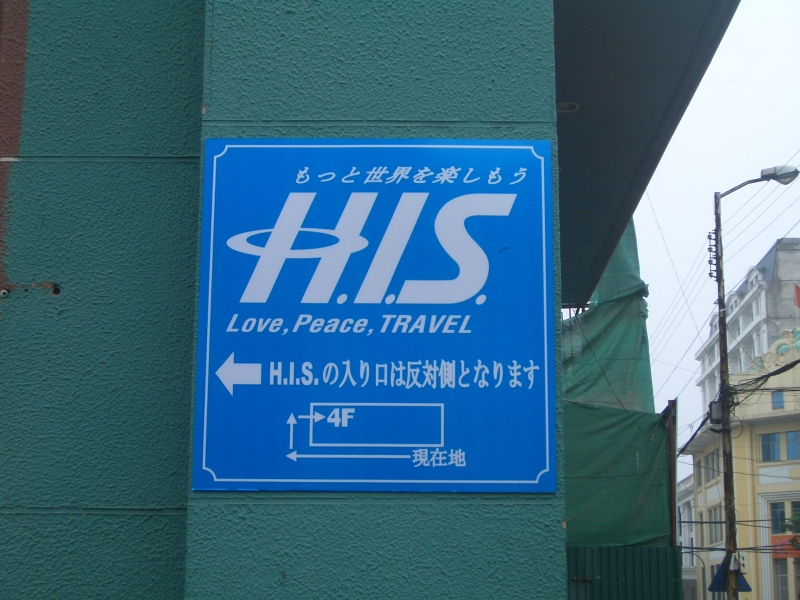 もっと世界を楽しもう
H.I.S.
Love, Peace, TRAVEL
H.I.S.の入り口は反対側となります
4F
現在地